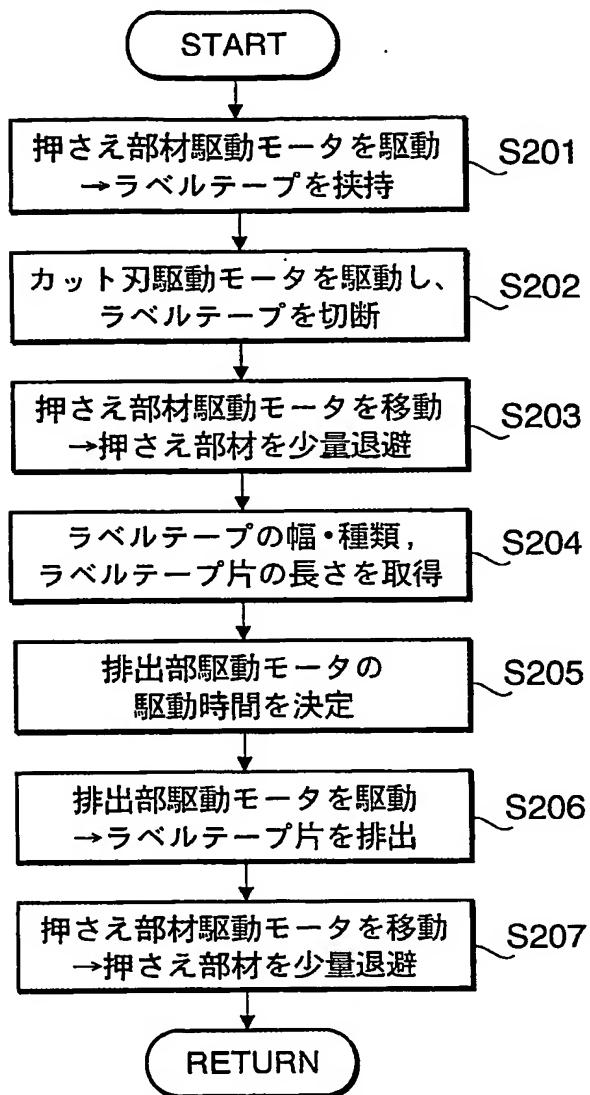 START
押さえ部材駆動モータを駆動
→ラベルテープを挟持
S201
カット刃駆動モータを駆動し、
ラベルテープを切断
S202
押さえ部材駆動モータを移動
→押さえ部材を少量退避
S203
ラベルテープの幅・種類,
ラベルテープ片の長さを取得
S204
排出部駆動モータの
駆動時間を決定
S205
排出部駆動モータを駆動
→ラベルテープ片を排出
S206
押さえ部材駆動モータを移動
→押さえ部材を少量退避
S207
RETURN